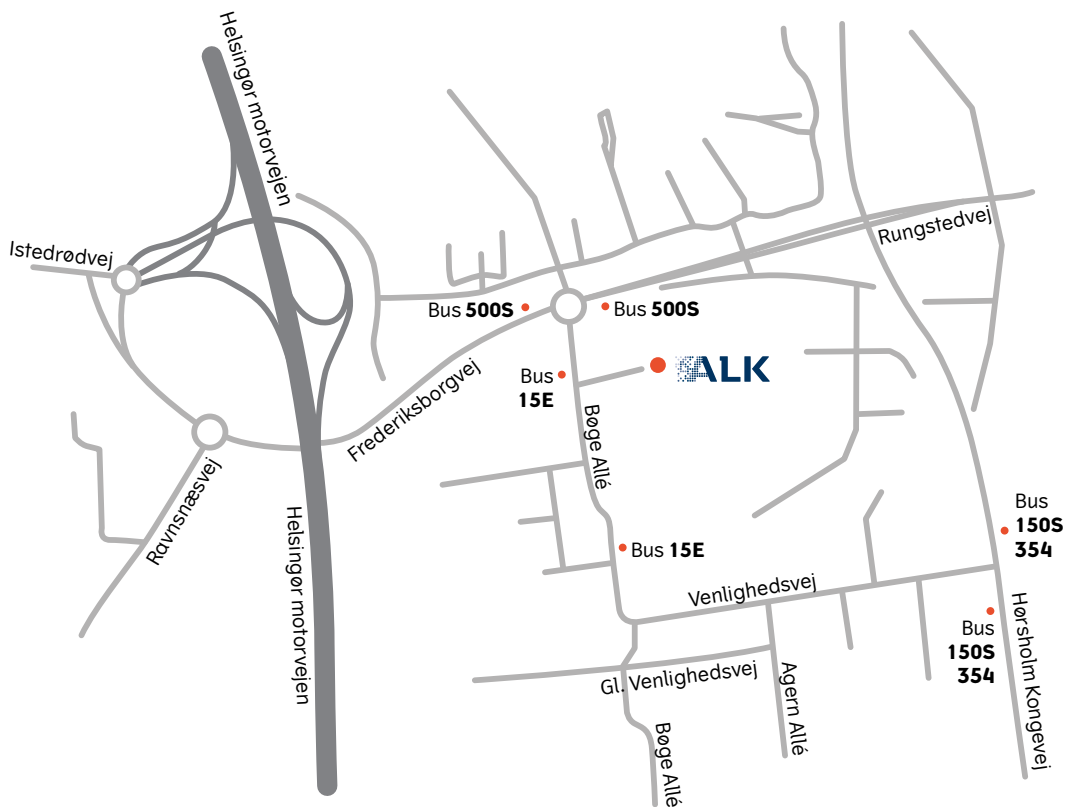 Helsingør motorvejen
Istedrødvej
Rungstedvej
Bus 500S
Bus 500S
ALK
Bus
15E
Frederiksborgvej
Bøge Allé
Ravnsnæsvej
Helsingør motorvejen
Bus
150S
354
Bus 15E
Venlighedsvej
Hørsholm Kongevej
Bus
150S
354
Gl. Venlighedsvej
Agern Allé
Bøge Allé